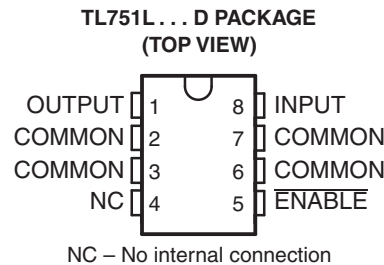 TL751L . . . D PACKAGE
(TOP VIEW)
OUTPUT 1 8 INPUT
COMMON 2 7 COMMON
COMMON 3 6 COMMON
NC 4 5 E̅N̅A̅B̅L̅E̅
NC – No internal connection